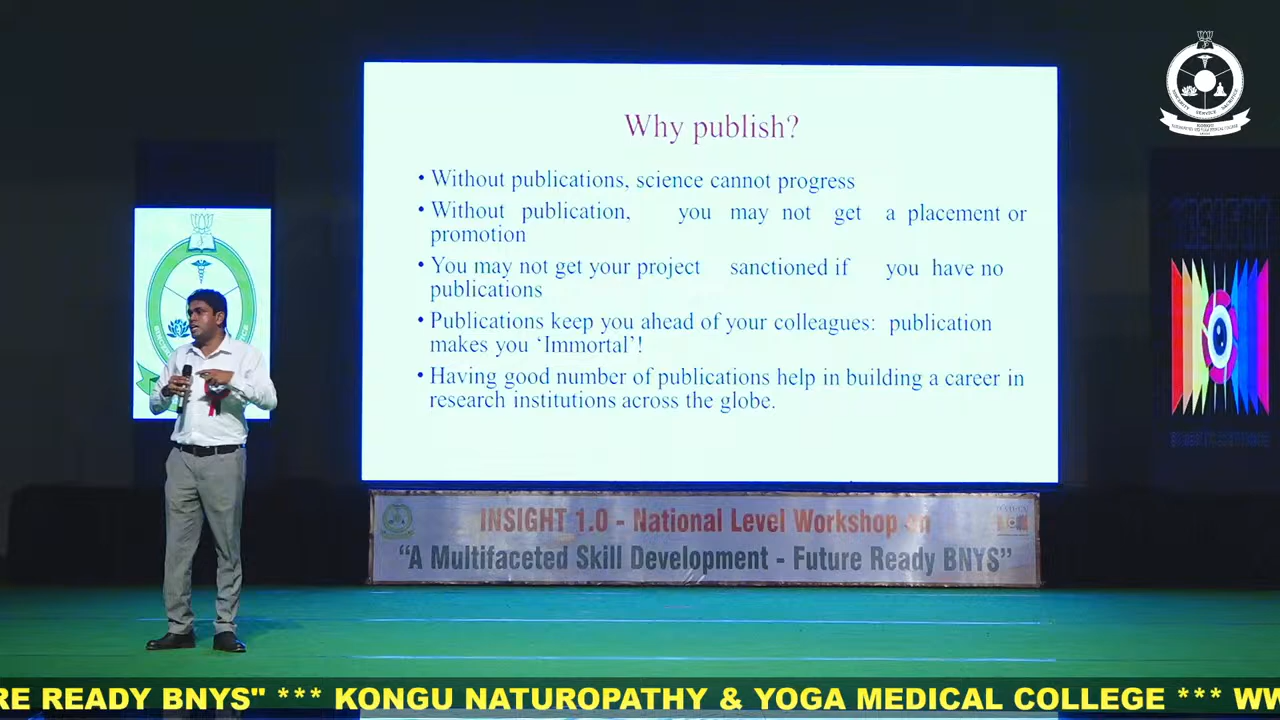 Why publish?
• Without publications, science cannot progress
• Without publication, you may not get a placement or
promotion
• You may not get your project sanctioned if you have no
publications
• Publications keep you ahead of your colleagues: publication
makes you ‘Immortal’!
• Having good number of publications help in building a career in
research institutions across the globe.
INSIGHT 1.0 - National Level Workshop on
“A Multifaceted Skill Development - Future Ready BNYS”
RE READY BNYS" *** KONGU NATUROPATHY & YOGA MEDICAL COLLEGE *** WW